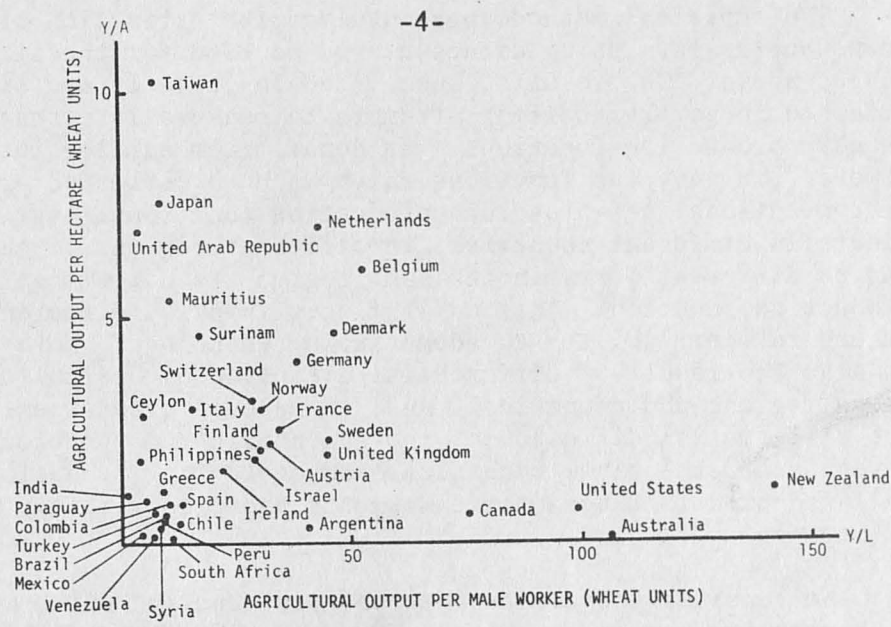 -4-
Y/A
AGRICULTURAL OUTPUT PER HECTARE (WHEAT UNITS)
10
Taiwan
Japan
Netherlands
United Arab Republic
Belgium
Mauritius
5
Surinam
Denmark
Germany
Switzerland
Norway
Ceylon
Italy
France
Finland
Sweden
Philippines
United Kingdom
Austria
Greece
Israel
India
New Zealand
Paraguay
Spain
Ireland
United States
Colombia
Chile
Argentina
Canada
Australia
Turkey
50
100
150
Y/L
Brazil
Peru
Mexico
South Africa
Venezuela
Syria
AGRICULTURAL OUTPUT PER MALE WORKER (WHEAT UNITS)